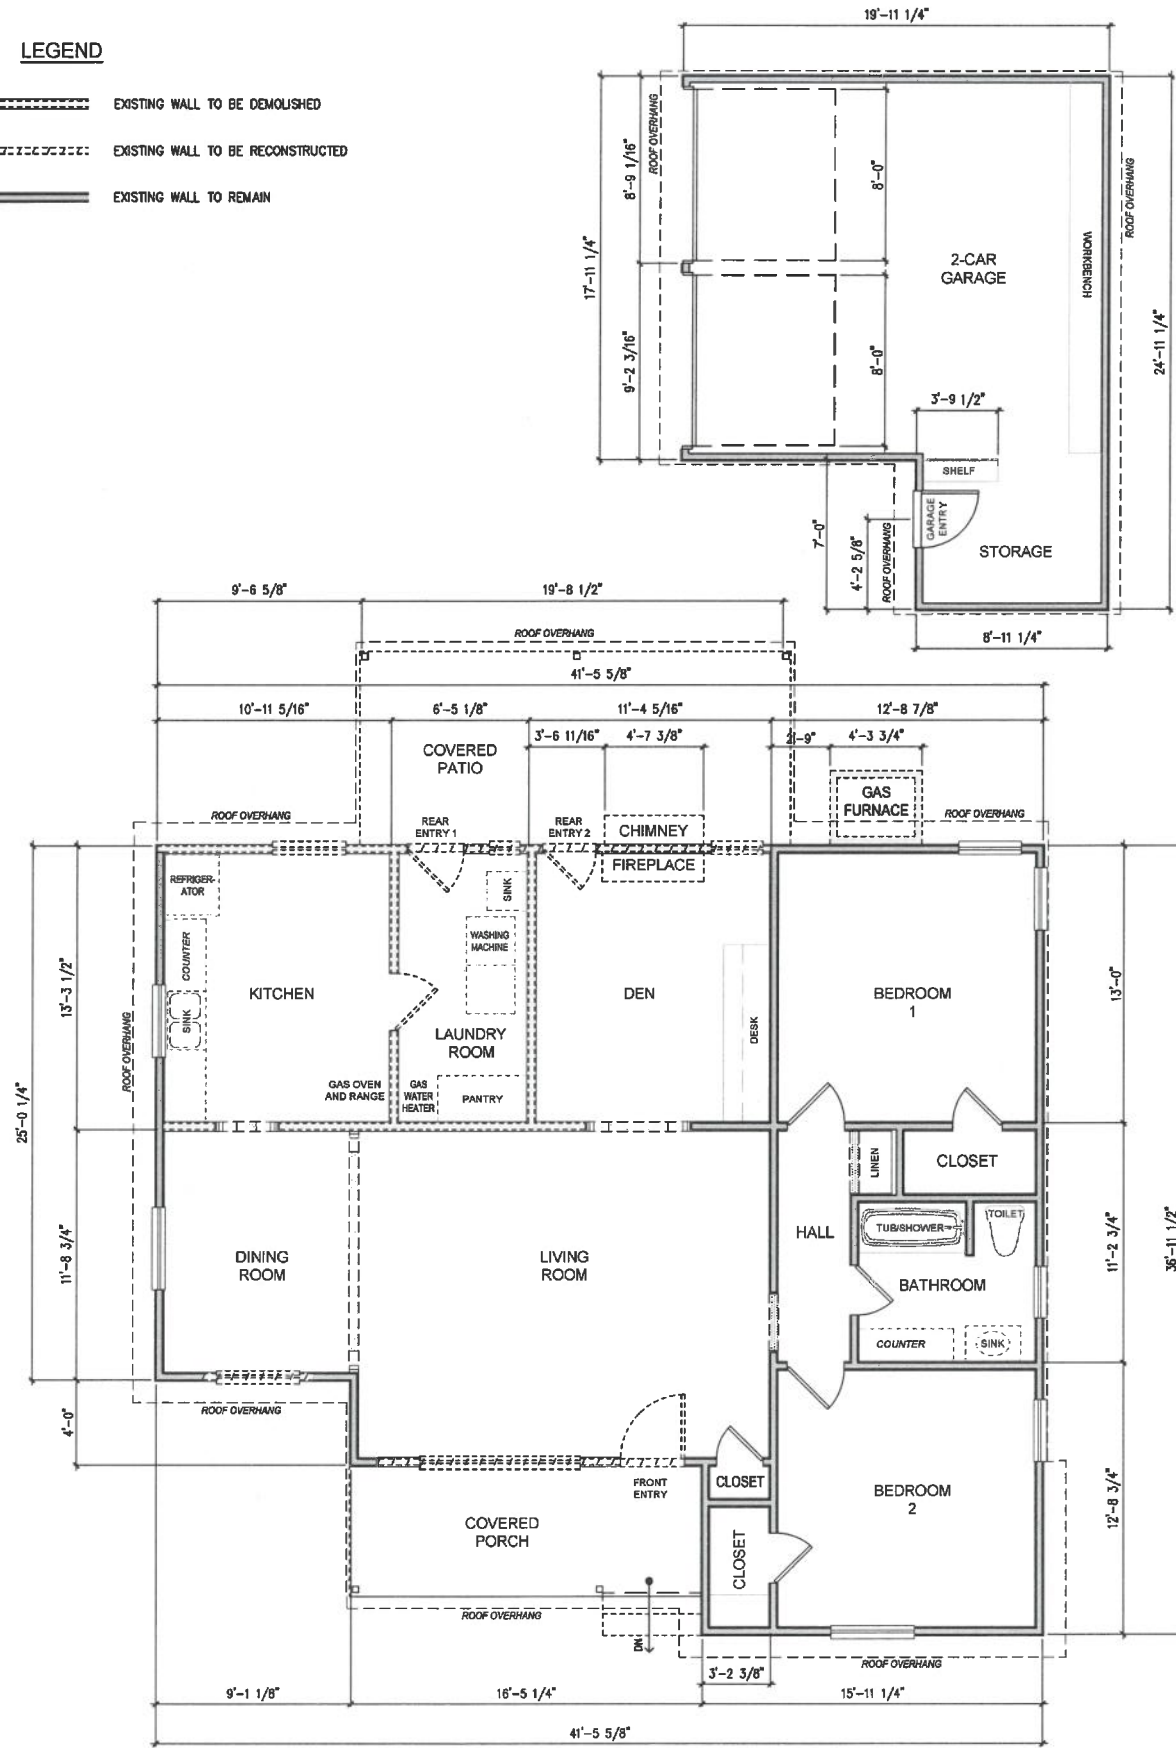 LEGEND
EXISTING WALL TO BE DEMOLISHED
EXISTING WALL TO BE RECONSTRUCTED
EXISTING WALL TO REMAIN
19'-11 1/4"
ROOF OVERHANG
8'-9 1/16"
17'-11 1/4"
9'-2 3/16"
8'-0"
8'-0"
2-CAR
GARAGE
WORKBENCH
ROOF OVERHANG
24'-11 1/4"
3'-9 1/2"
SHELF
GARAGE
ENTRY
7'-0"
4'-2 5/8"
ROOF OVERHANG
STORAGE
8'-11 1/4"
9'-6 5/8"
19'-8 1/2"
ROOF OVERHANG
41'-5 5/8"
10'-11 5/16"
6'-5 1/8"
11'-4 5/16"
12'-8 7/8"
3'-6 11/16"
4'-7 3/8"
2'-9"
4'-3 3/4"
COVERED
PATIO
GAS
FURNACE
ROOF OVERHANG
ROOF OVERHANG
REAR
ENTRY 1
REAR
ENTRY 2
CHIMNEY
FIREPLACE
REFRIGER-
ATOR
SINK
COUNTER
WASHING
MACHINE
SINK
KITCHEN
DEN
BEDROOM
1
LAUNDRY
ROOM
DESK
GAS OVEN
AND RANGE
GAS
WATER
HEATER
PANTRY
13'-3 1/2"
ROOF OVERHANG
13'-0"
25'-0 1/4"
LINEN
CLOSET
TUB/SHOWER
TOILET
HALL
BATHROOM
COUNTER
SINK
DINING
ROOM
LIVING
ROOM
11'-8 3/4"
11'-2 3/4"
36'-11 1/2"
ROOF OVERHANG
4'-0"
FRONT
ENTRY
CLOSET
BEDROOM
2
12'-8 3/4"
COVERED
PORCH
CLOSET
ROOF OVERHANG
DN
ROOF OVERHANG
3'-2 3/8"
9'-1 1/8"
16'-5 1/4"
15'-11 1/4"
41'-5 5/8"